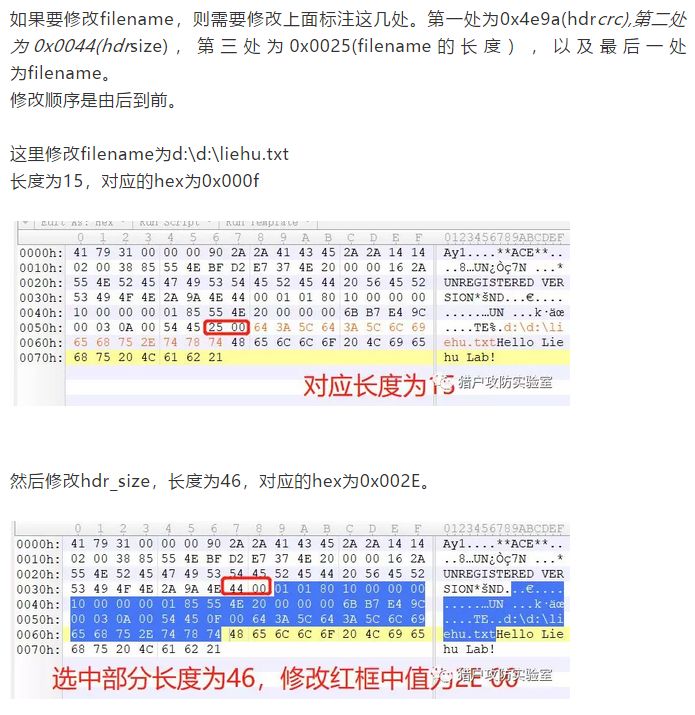 如果要修改filename，则需要修改上面标注这几处。第一处为0x4e9a(hdrcrc),第二处
为 0x0044(hdrsize)，第三处为0x0025(filename的长度)，以及最后一处
为filename。
修改顺序是由后到前。
这里修改filename为d:\d:\liehu.txt
长度为15，对应的hex为0x000f
Edit As: Hex Run Script Run Template
0 1 2 3 4 5 6 7 8 9 A B C D E F 0123456789ABCDEF
0000h: 41 79 31 00 00 00 90 2A 2A 41 43 45 2A 2A 14 14 Ay1....**ACE**..
0010h: 02 00 38 85 55 4E BF D2 E7 37 4E 20 00 00 16 2A ..8…UN¿Òç7N ...*
0020h: 55 4E 52 45 47 49 53 54 45 52 45 44 20 56 45 52 UNREGISTERED VER
0030h: 53 49 4F 4E 2A 9A 4E 44 00 01 01 80 10 00 00 00 SION*šND...€....
0040h: 10 00 00 00 01 85 55 4E 20 00 00 00 6B B7 E4 9C .....…UN ...k·äœ
0050h: 00 03 0A 00 54 45 25 00 64 3A 5C 64 3A 5C 6C 69 ....TE%.d:\d:\li
0060h: 65 68 75 2E 74 78 74 48 65 6C 6C 6F 20 4C 69 65 ehu.txtHello Lie
0070h: 68 75 20 4C 61 62 21 hu Lab!
对应长度为15
猎户攻防实验室
然后修改hdr_size，长度为46，对应的hex为0x002E。
0 1 2 3 4 5 6 7 8 9 A B C D E F 0123456789ABCDEF
0000h: 41 79 31 00 00 00 90 2A 2A 41 43 45 2A 2A 14 14 Ay1....**ACE**..
0010h: 02 00 38 85 55 4E BF D2 E7 37 4E 20 00 00 16 2A ..8…UN¿Òç7N ...*
0020h: 55 4E 52 45 47 49 53 54 45 52 45 44 20 56 45 52 UNREGISTERED VER
0030h: 53 49 4F 4E 2A 9A 4E 44 00 01 01 80 10 00 00 00 SION*šND...€....
0040h: 10 00 00 00 01 85 55 4E 20 00 00 00 6B B7 E4 9C .....…UN ...k·äœ
0050h: 00 03 0A 00 54 45 0F 00 64 3A 5C 64 3A 5C 6C 69 ....TE..d:\d:\li
0060h: 65 68 75 2E 74 78 74 48 65 6C 6C 6F 20 4C 69 65 ehu.txtHello Lie
0070h: 68 75 20 4C 61 62 21 hu Lab!
选中部分长度为46，修改红框中值为2E 00
猎户攻防实验室